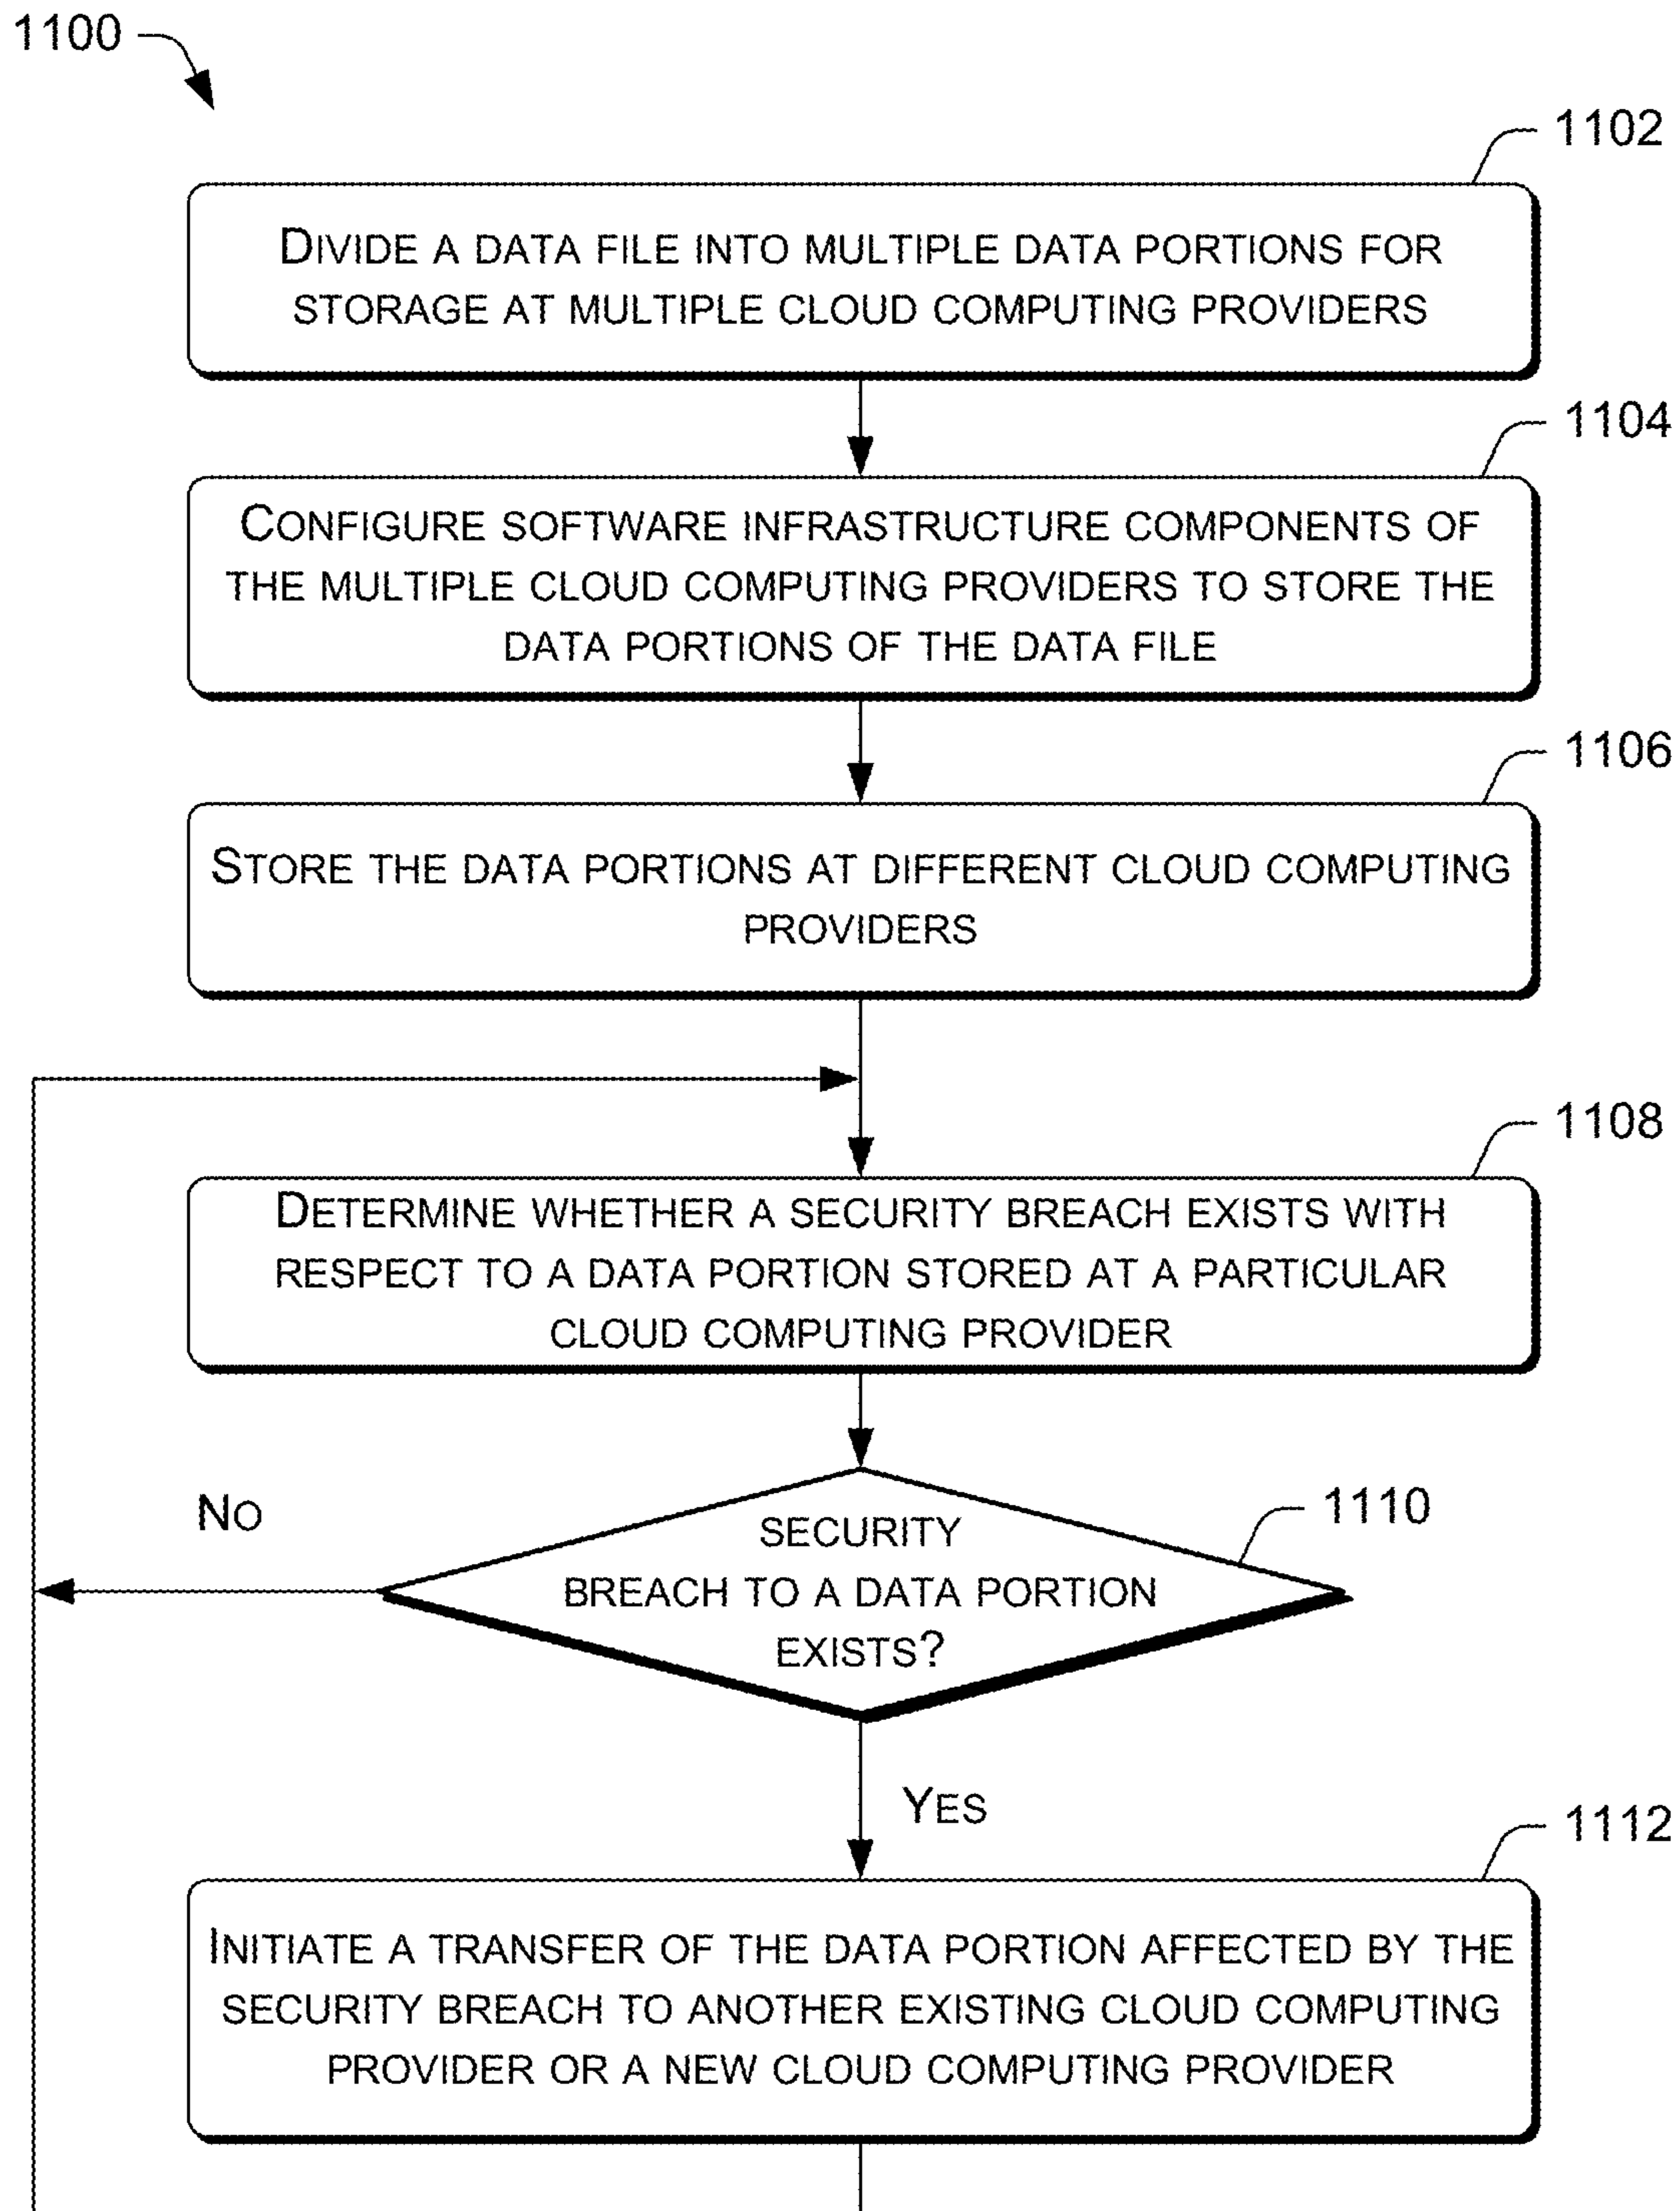 1100
1102
DIVIDE A DATA FILE INTO MULTIPLE DATA PORTIONS FOR
STORAGE AT MULTIPLE CLOUD COMPUTING PROVIDERS
1104
CONFIGURE SOFTWARE INFRASTRUCTURE COMPONENTS OF
THE MULTIPLE CLOUD COMPUTING PROVIDERS TO STORE THE
DATA PORTIONS OF THE DATA FILE
1106
STORE THE DATA PORTIONS AT DIFFERENT CLOUD COMPUTING
PROVIDERS
1108
DETERMINE WHETHER A SECURITY BREACH EXISTS WITH
RESPECT TO A DATA PORTION STORED AT A PARTICULAR
CLOUD COMPUTING PROVIDER
NO
1110
SECURITY
BREACH TO A DATA PORTION
EXISTS?
YES
1112
INITIATE A TRANSFER OF THE DATA PORTION AFFECTED BY THE
SECURITY BREACH TO ANOTHER EXISTING CLOUD COMPUTING
PROVIDER OR A NEW CLOUD COMPUTING PROVIDER